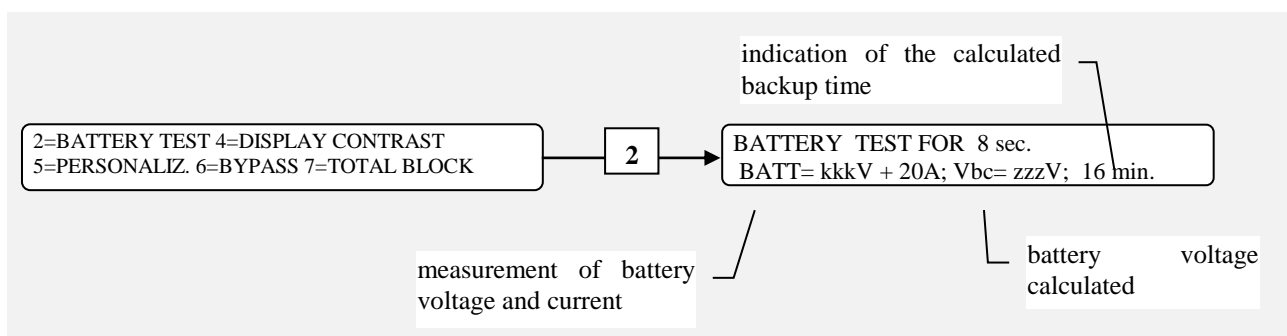 indication of the calculated
backup time
2=BATTERY TEST 4=DISPLAY CONTRAST
5=PERSONALIZ. 6=BYPASS 7=TOTAL BLOCK
2
BATTERY TEST FOR 8 sec.
BATT= kkkV + 20A; Vbc= zzzV; 16 min.
measurement of battery
voltage and current
battery voltage
calculated